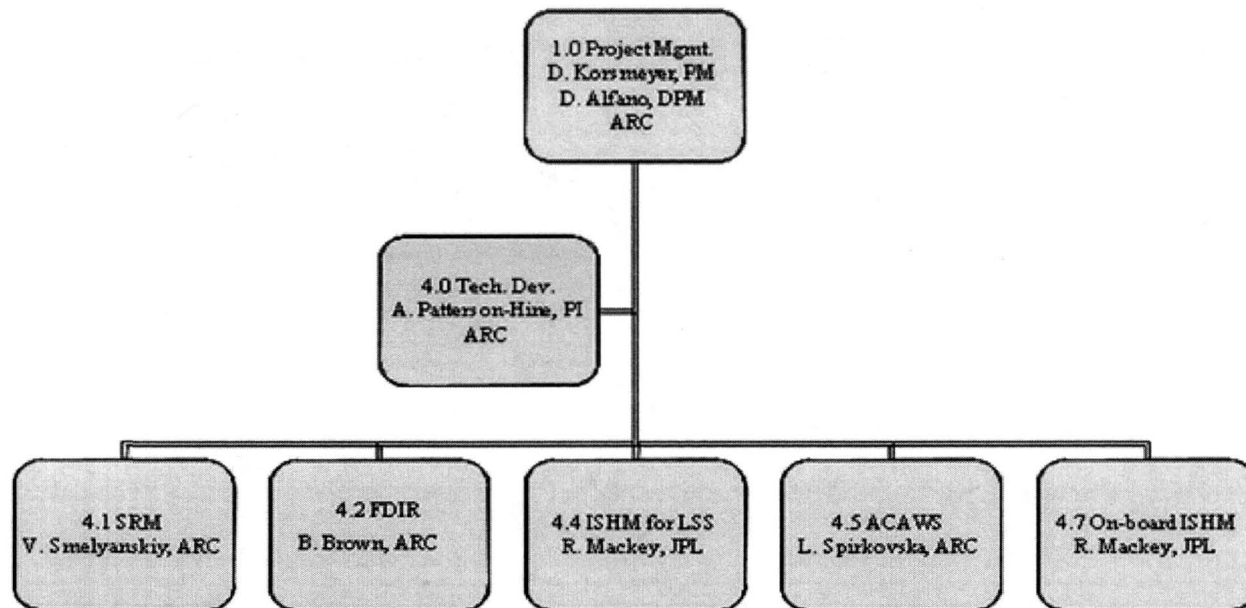 1.0 Project Mgmt.
D. Korsmeyer, PM
D. Alfano, DPM
ARC
4.0 Tech. Dev.
A. Patterson-Hine, PI
ARC
4.1 SRM
V. Smelyanskiy, ARC
4.2 FDIR
B. Brown, ARC
4.4 ISHM for LSS
R. Mackey, JPL
4.5 ACAWS
L. Spirkovska, ARC
4.7 On-board ISHM
R. Mackey, JPL